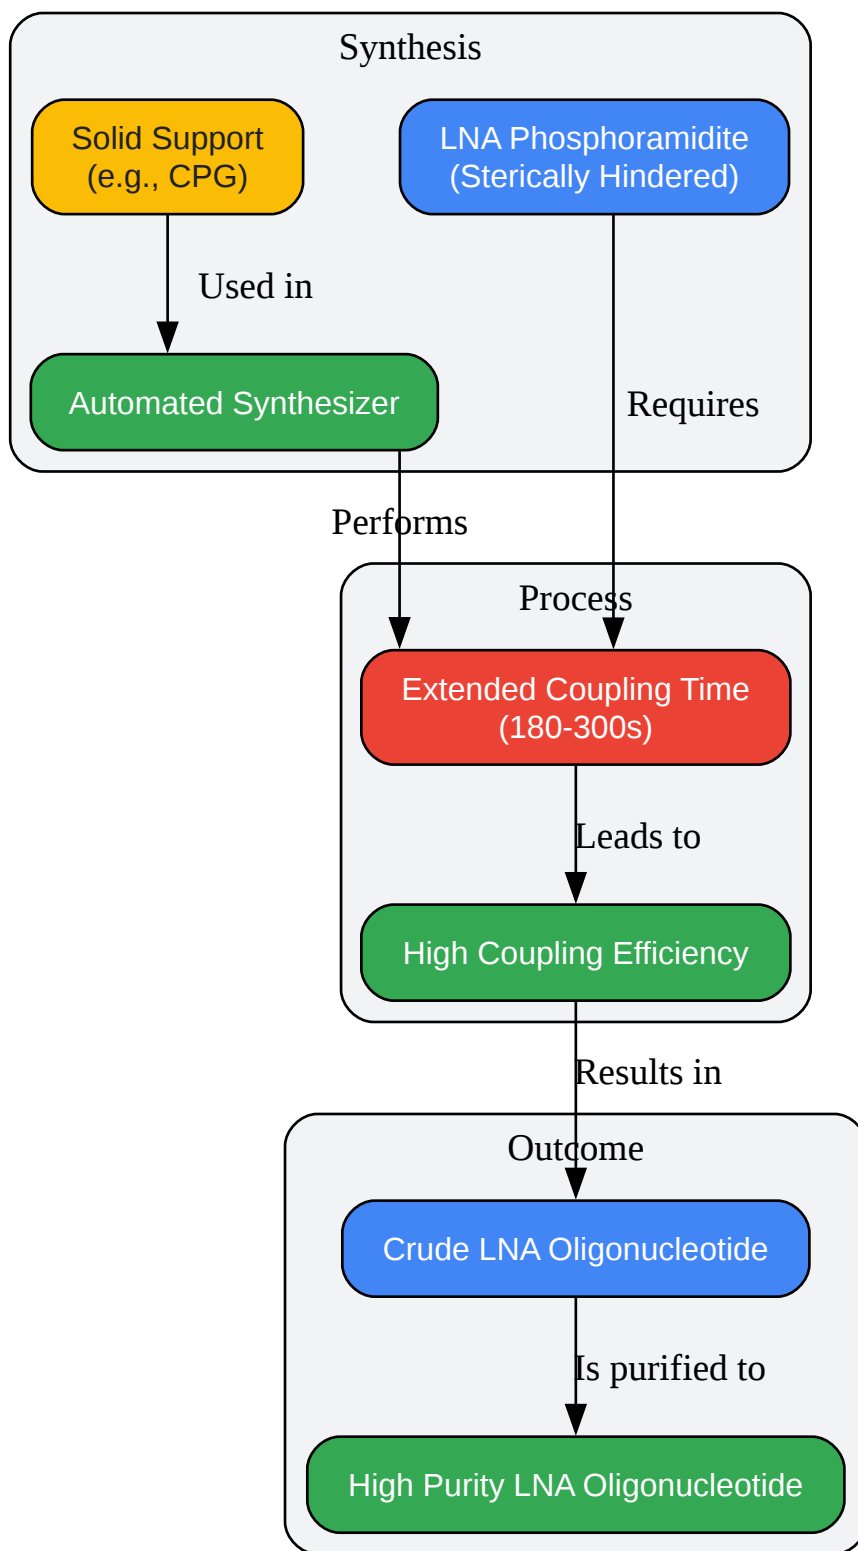 Synthesis
Solid Support
(e.g., CPG)
LNA Phosphoramidite
(Sterically Hindered)
Used in
Automated Synthesizer
Requires
Performs
Process
Extended Coupling Time
(180-300s)
Leads to
High Coupling Efficiency
Results in
Outcome
Crude LNA Oligonucleotide
Is purified to
High Purity LNA Oligonucleotide